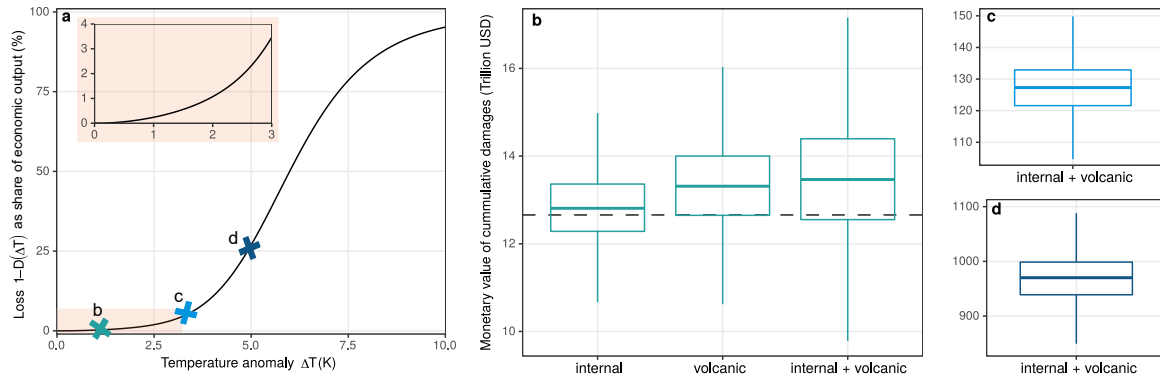 a
Loss 1−D(ΔT) as share of economic output (%)
100
75
50
25
0
4
3
2
1
0
0 1 2 3
b
c
d
0.0 2.5 5.0 7.5 10.0
Temperature anomaly ΔT(K)
b
Monetary value of cummulative damages (Trillion USD)
16
14
12
10
internal volcanic internal + volcanic
c
150
140
130
120
110
internal + volcanic
d
1100
1000
900
internal + volcanic